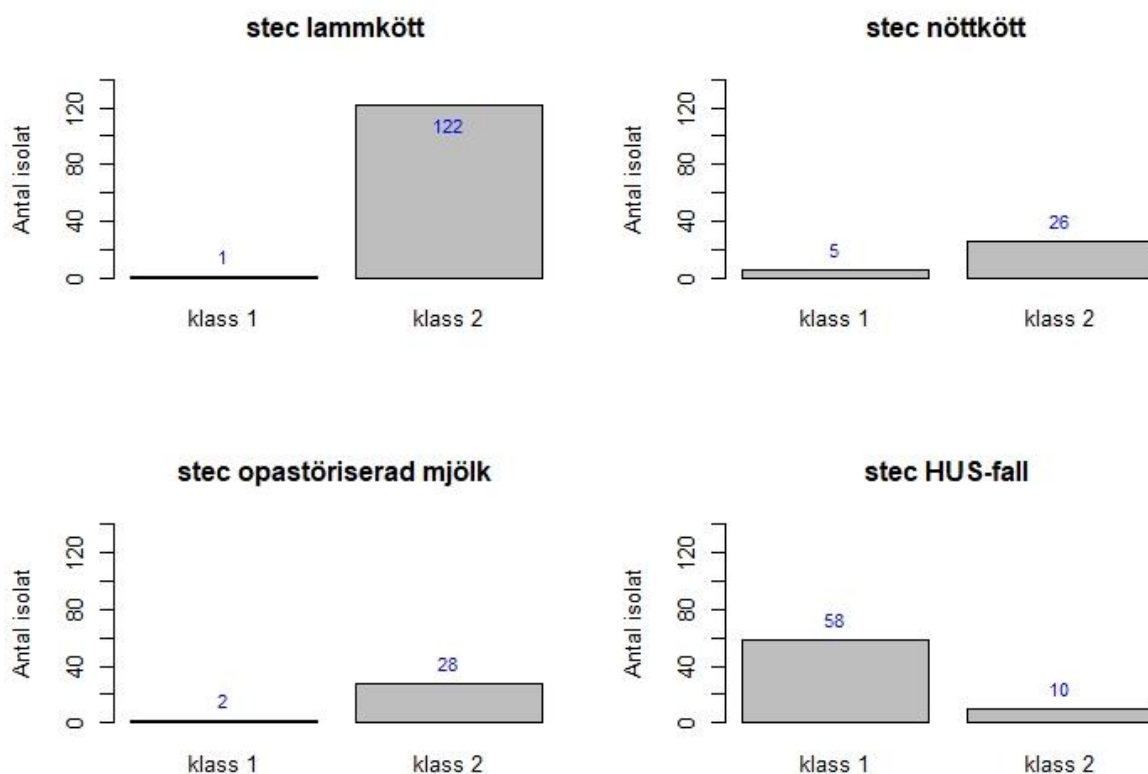 stec lammkött
Antal isolat
120
80
40
0
122
1
klass 1 klass 2
stec nöttkött
Antal isolat
120
80
40
0
5
26
klass 1 klass 2
stec opastöriserad mjölk
Antal isolat
120
80
40
0
2
28
klass 1 klass 2
stec HUS-fall
Antal isolat
120
80
40
0
58
10
klass 1 klass 2